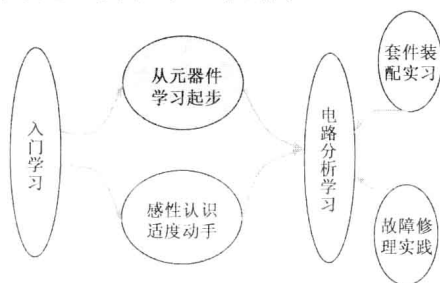 入门学习
从元器件
学习起步
感性认识
适度动手
电路分析学习
套件装
配实习
故障修
理实践